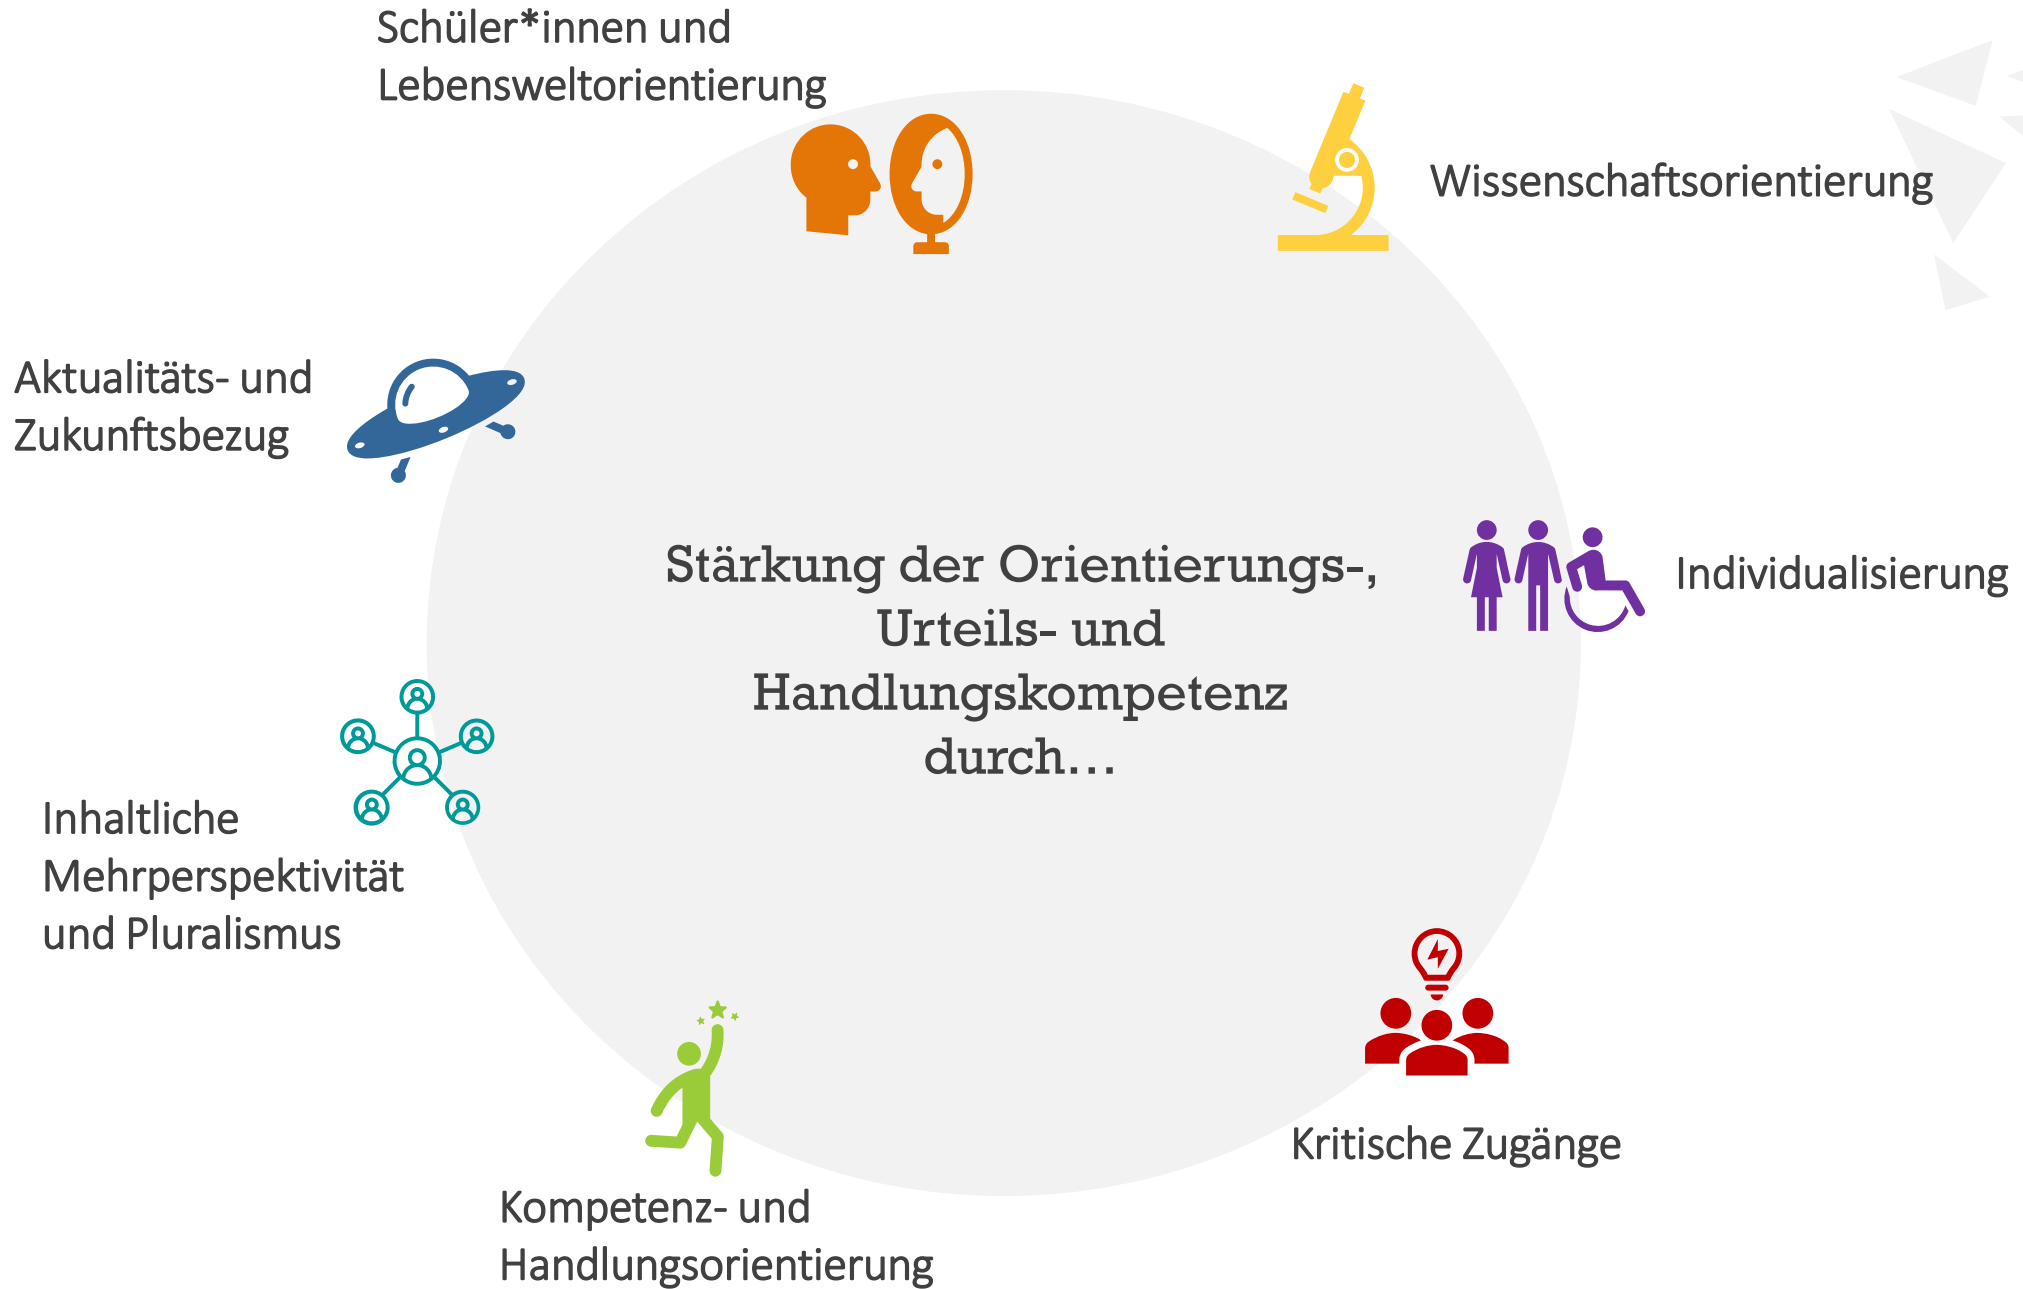 Schüler*innen und
Lebensweltorientierung
Wissenschaftsorientierung
Aktualitäts- und
Zukunftsbezug
Stärkung der Orientierungs-,
Urteils- und
Handlungskompetenz
durch...
Individualisierung
Inhaltliche
Mehrperspektivität
und Pluralismus
Kritische Zugänge
Kompetenz- und
Handlungsorientierung